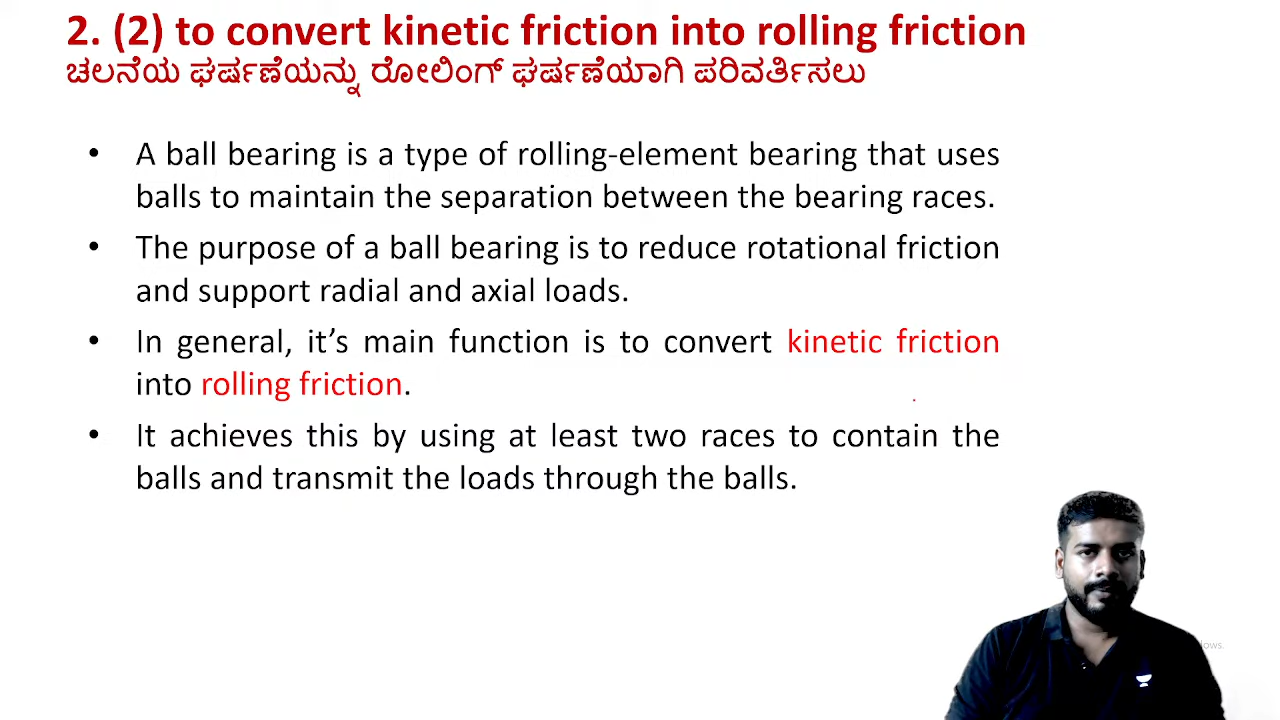 2. (2) to convert kinetic friction into rolling friction
ಚಲನೆಯ ಘರ್ಷಣೆಯನ್ನು ರೋಲಿಂಗ್ ಘರ್ಷಣೆಯಾಗಿ ಪರಿವರ್ತಿಸಲು
• A ball bearing is a type of rolling-element bearing that uses
balls to maintain the separation between the bearing races.
• The purpose of a ball bearing is to reduce rotational friction
and support radial and axial loads.
• In general, it’s main function is to convert kinetic friction
into rolling friction.
• It achieves this by using at least two races to contain the
balls and transmit the loads through the balls.